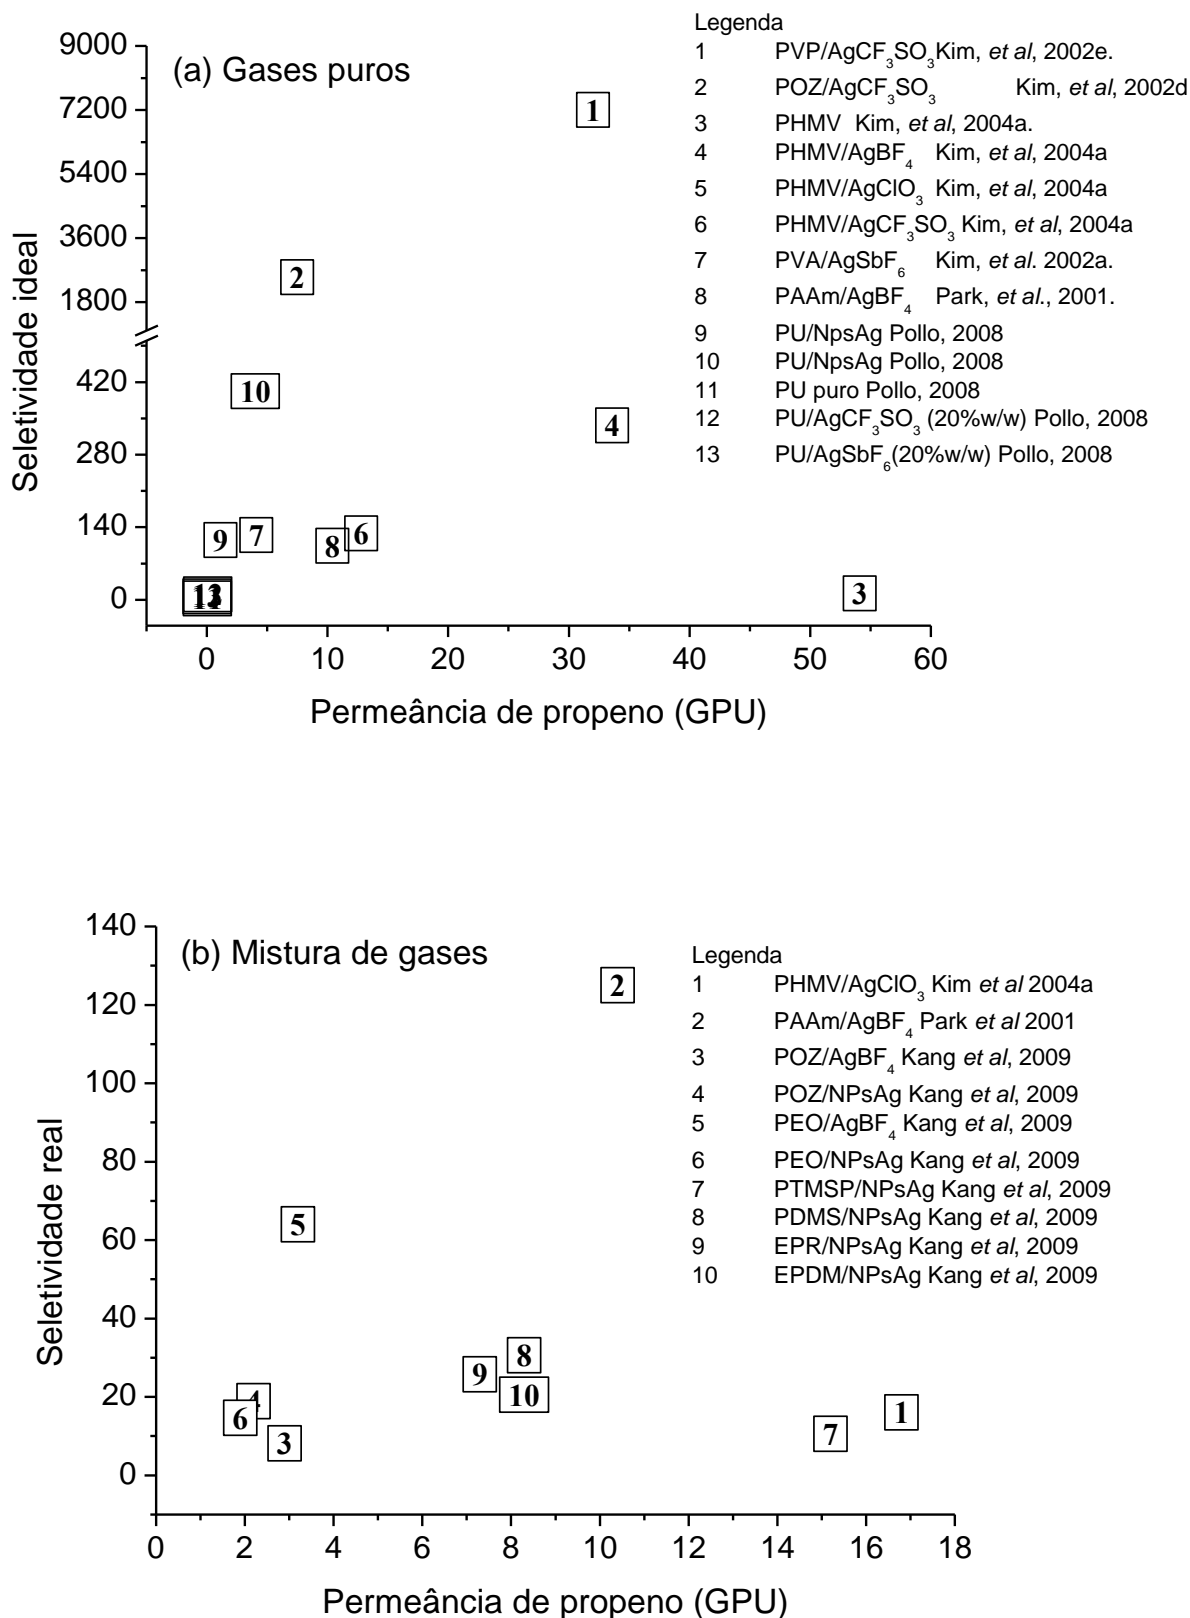 Legenda
1 PVP/AgCF3SO3Kim, et al, 2002e.
2 POZ/AgCF3SO3 Kim, et al, 2002d
3 PHMV Kim, et al, 2004a.
4 PHMV/AgBF4 Kim, et al, 2004a
5 PHMV/AgClO3 Kim, et al, 2004a
6 PHMV/AgCF3SO3 Kim, et al, 2004a
7 PVA/AgSbF6 Kim, et al. 2002a.
8 PAAm/AgBF4 Park, et al., 2001.
9 PU/NpsAg Pollo, 2008
10 PU/NpsAg Pollo, 2008
11 PU puro Pollo, 2008
12 PU/AgCF3SO3 (20%w/w) Pollo, 2008
13 PU/AgSbF6(20%w/w) Pollo, 2008
(a) Gases puros
Seletividade ideal
9000
7200
5400
3600
1800
420
280
140
0
1
2
10
4
9
7
8
6
3
0 10 20 30 40 50 60
Permeância de propeno (GPU)
(b) Mistura de gases
Legenda
1 PHMV/AgClO3 Kim et al 2004a
2 PAAm/AgBF4 Park et al 2001
3 POZ/AgBF4 Kang et al, 2009
4 POZ/NPsAg Kang et al, 2009
5 PEO/AgBF4 Kang et al, 2009
6 PEO/NPsAg Kang et al, 2009
7 PTMSP/NPsAg Kang et al, 2009
8 PDMS/NPsAg Kang et al, 2009
9 EPR/NPsAg Kang et al, 2009
10 EPDM/NPsAg Kang et al, 2009
Seletividade real
140
120
100
80
60
40
20
0
2
5
8
9
10
4
6
3
7
1
0 2 4 6 8 10 12 14 16 18
Permeância de propeno (GPU)